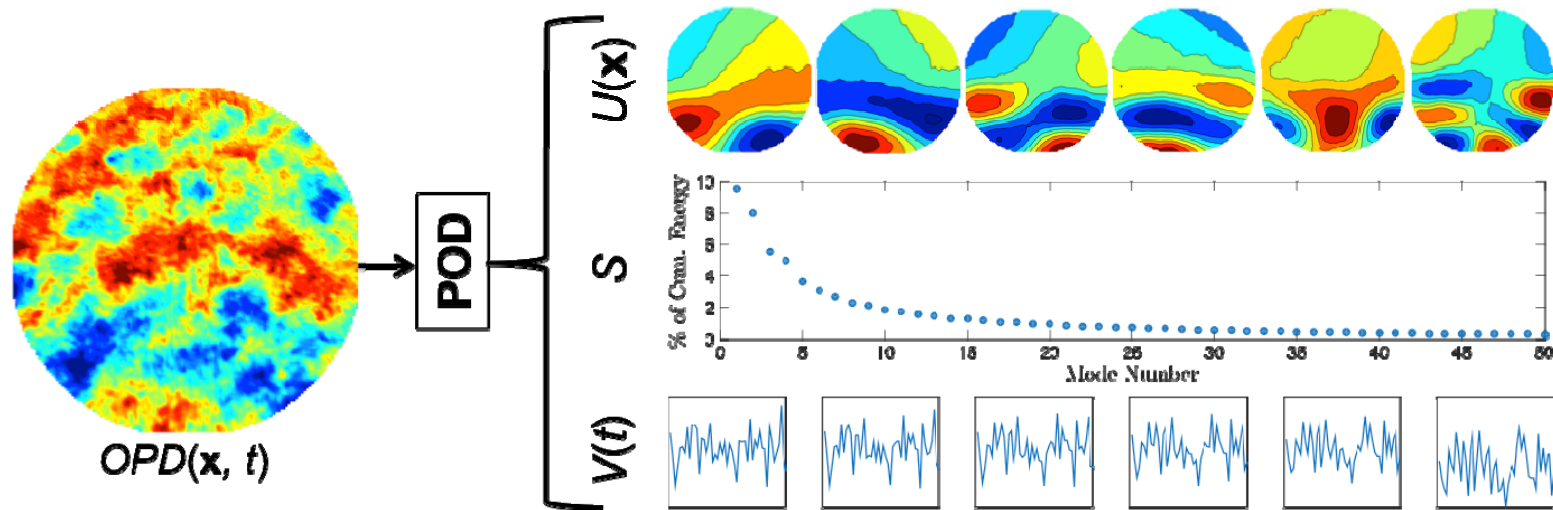 OPD(x, t)
POD
U(x)
S
V(t)
% of Cum. Energy
10
8
6
4
2
0
0 5 10 15 20 25 30 35 40 45 50
Mode Number